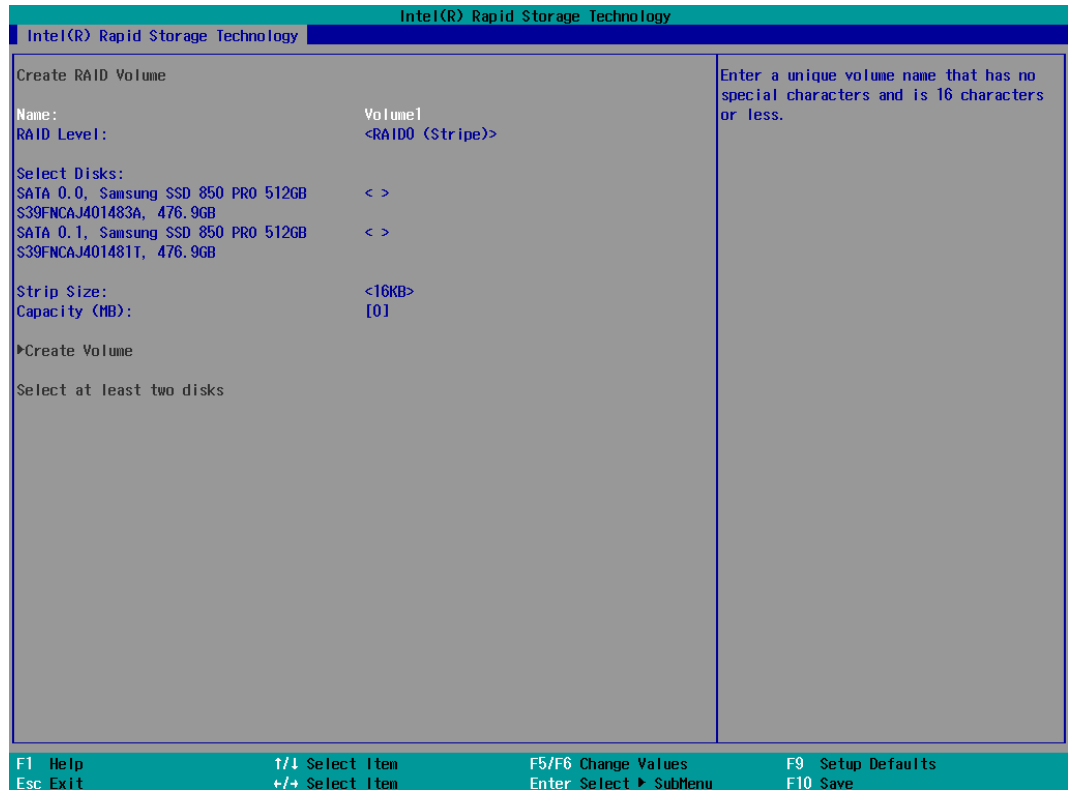 Intel(R) Rapid Storage Technology
Intel(R) Rapid Storage Technology
Create RAID Volume
Name: Volume1
RAID Level: <RAID0 (Stripe)>
Select Disks:
SATA 0.0, Samsung SSD 850 PRO 512GB < >
S39FNCAJ401483A, 476.9GB
SATA 0.1, Samsung SSD 850 PRO 512GB < >
S39FNCAJ401481T, 476.9GB
Strip Size: <16KB>
Capacity (MB): [0]
▶Create Volume
Select at least two disks
Enter a unique volume name that has no
special characters and is 16 characters
or less.
F1 Help ↑/↓ Select Item F5/F6 Change Values F9 Setup Defaults
Esc Exit ←/→ Select Item Enter Select ▶ SubMenu F10 Save